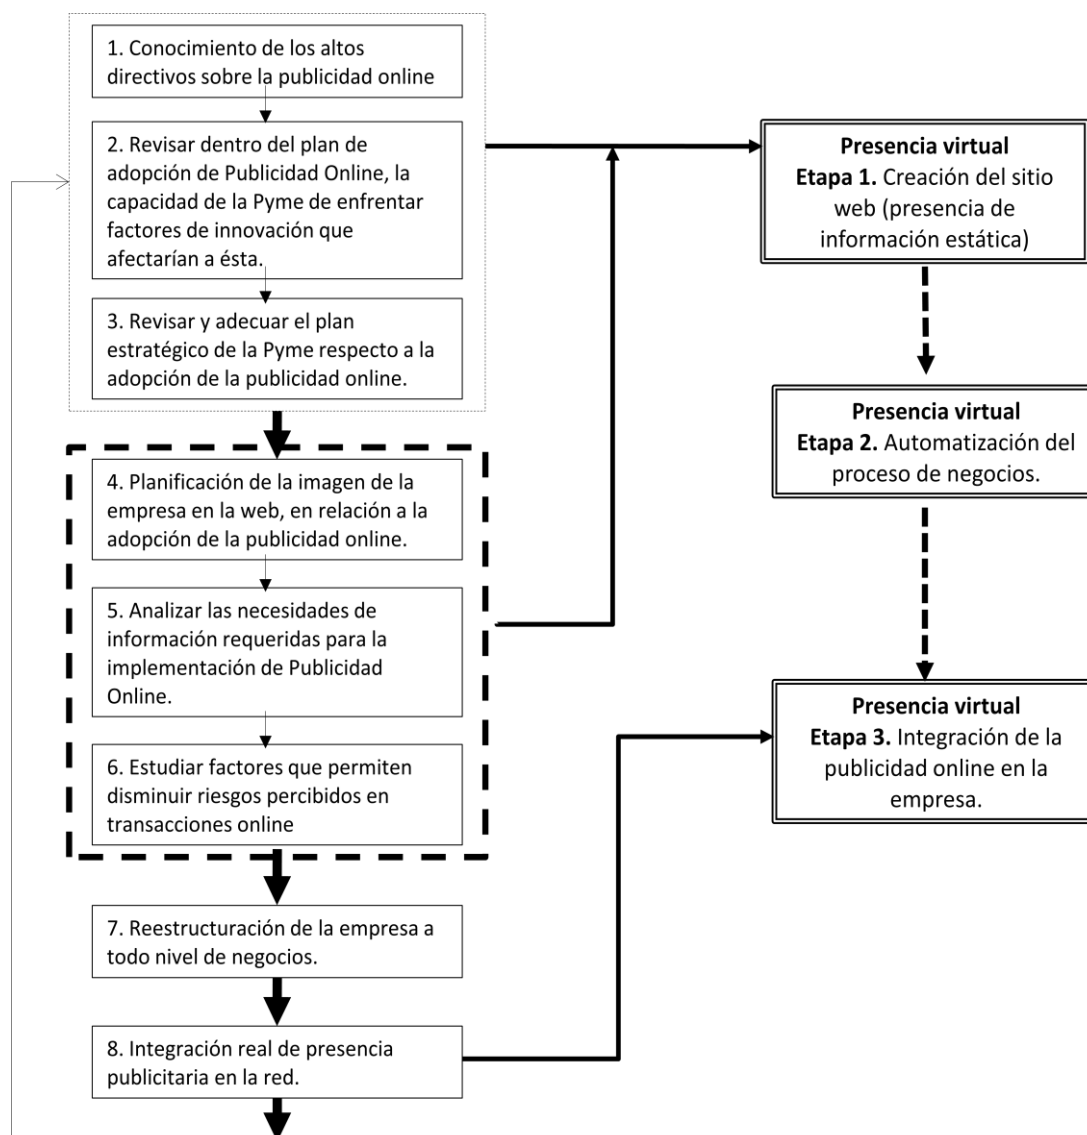 1. Conocimiento de los altos
directivos sobre la publicidad online
2. Revisar dentro del plan de
adopción de Publicidad Online, la
capacidad de la Pyme de enfrentar
factores de innovación que
afectarían a ésta.
3. Revisar y adecuar el plan
estratégico de la Pyme respecto a la
adopción de la publicidad online.
4. Planificación de la imagen de la
empresa en la web, en relación a la
adopción de la publicidad online.
5. Analizar las necesidades de
información requeridas para la
implementación de Publicidad
Online.
6. Estudiar factores que permiten
disminuir riesgos percibidos en
transacciones online
7. Reestructuración de la empresa a
todo nivel de negocios.
8. Integración real de presencia
publicitaria en la red.
Presencia virtual
Etapa 1. Creación del sitio
web (presencia de
información estática)
Presencia virtual
Etapa 2. Automatización del
proceso de negocios.
Presencia virtual
Etapa 3. Integración de la
publicidad online en la
empresa.